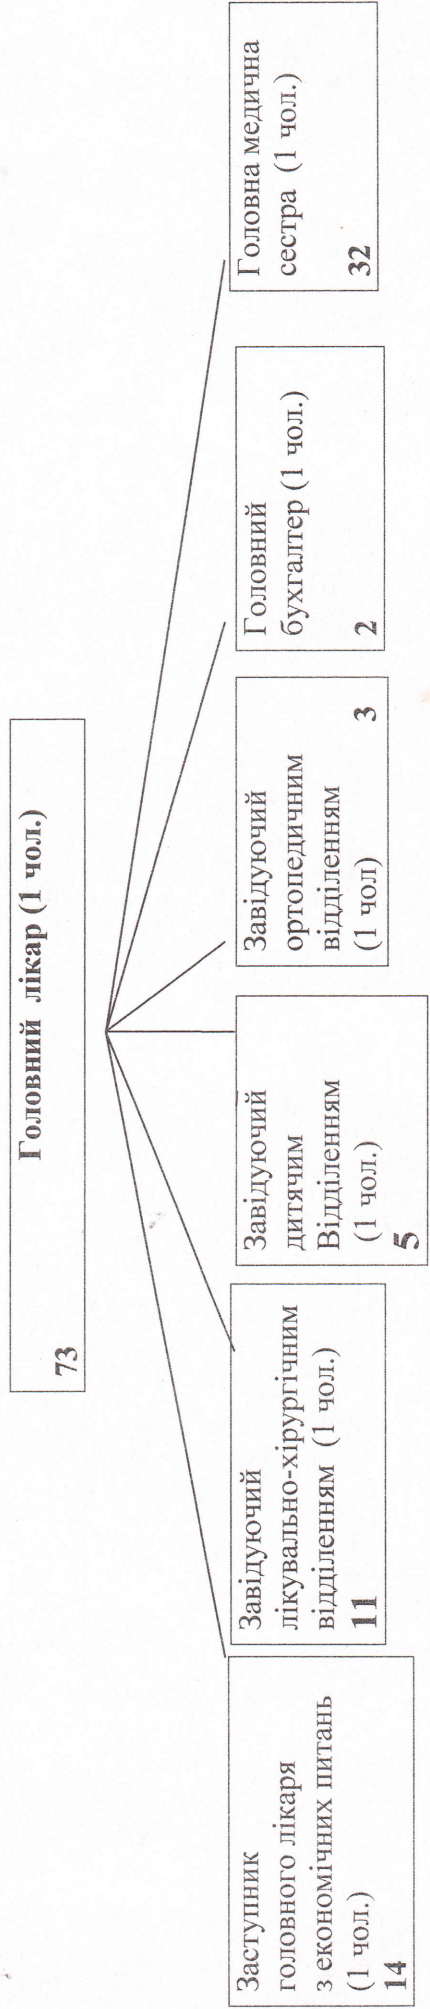 Головний лікар (1 чол.)
73
Заступник
головного лікаря
з економічних питань
(1 чол.)
14
Завідуючий
лікувально-хірургічним
відділенням (1 чол.)
11
Завідуючий
дитячим
Відділенням
(1 чол.)
5
Завідуючий
ортопедичним
відділенням
(1 чол)
3
Головний
бухгалтер (1 чол.)
2
Головна медична
сестра (1 чол.)
32